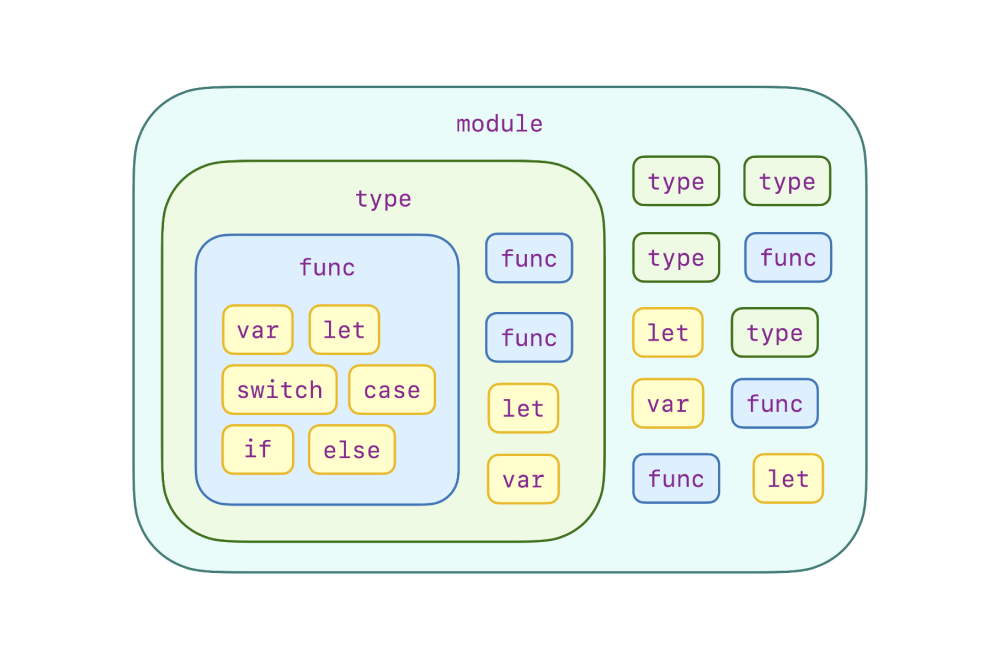 module
type
func
var let
switch case
if else
func
func
let
var
type type
type func
let type
var func
func let